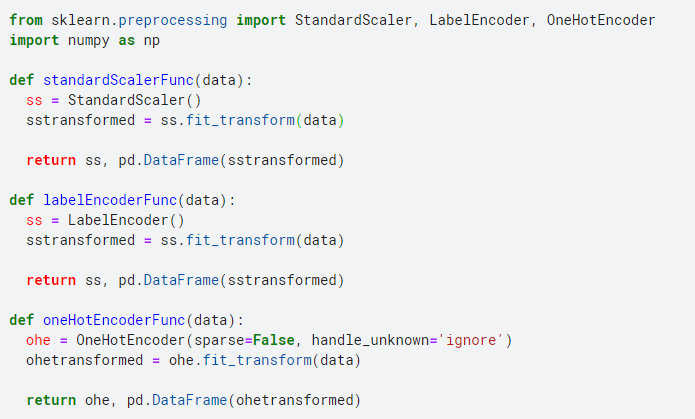 from sklearn.preprocessing import StandardScaler, LabelEncoder, OneHotEncoder
import numpy as np

def standardScalerFunc(data):
  ss = StandardScaler()
  sstransformed = ss.fit_transform(data)

  return ss, pd.DataFrame(sstransformed)

def labelEncoderFunc(data):
  ss = LabelEncoder()
  sstransformed = ss.fit_transform(data)

  return ss, pd.DataFrame(sstransformed)

def oneHotEncoderFunc(data):
  ohe = OneHotEncoder(sparse=False, handle_unknown='ignore')
  ohetransformed = ohe.fit_transform(data)

  return ohe, pd.DataFrame(ohetransformed)